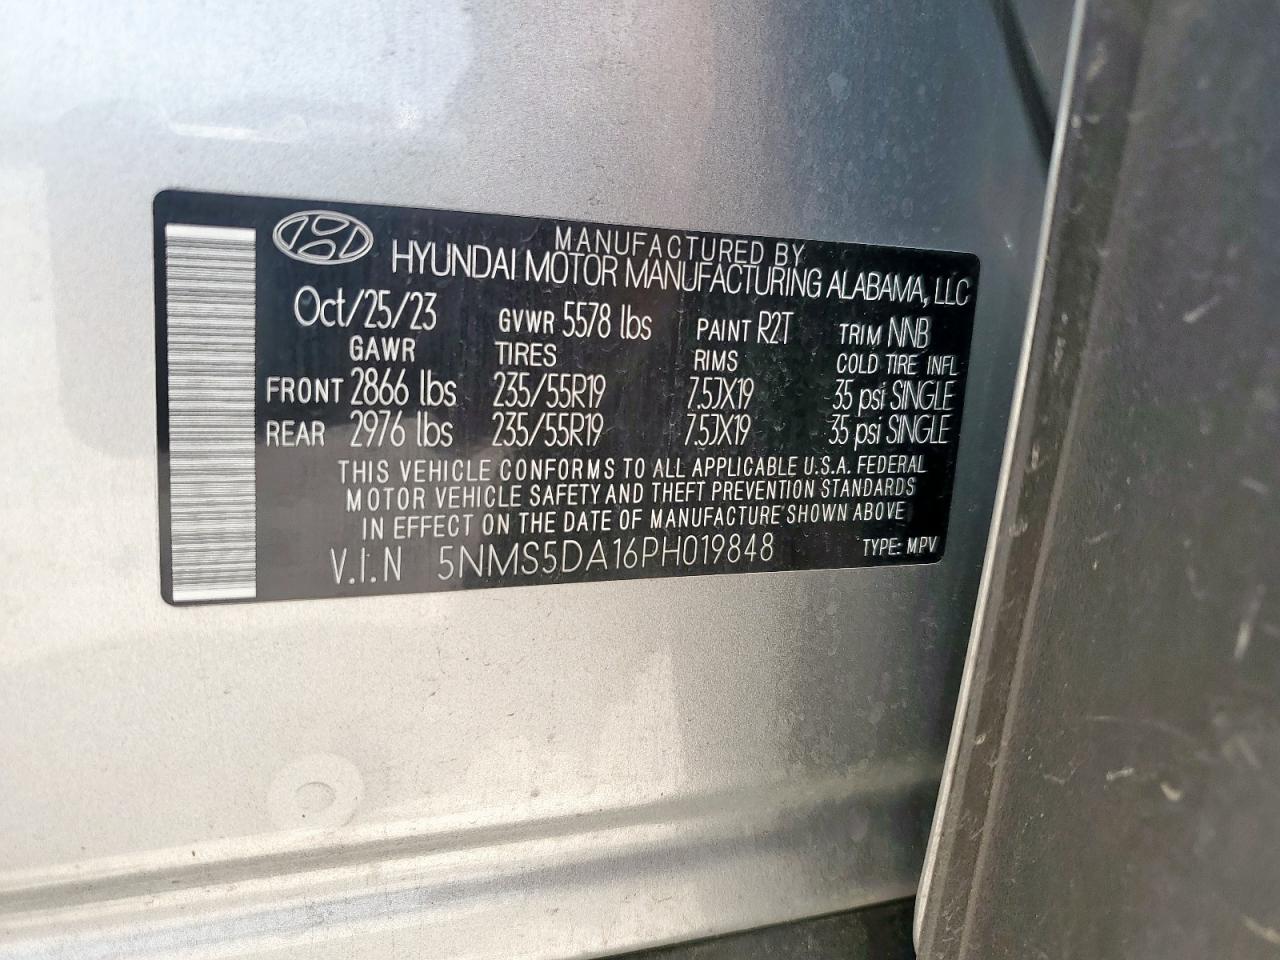 MANUFACTURED BY
HYUNDAI MOTOR MANUFACTURING ALABAMA, LLC
Oct/25/23 GVWR 5578 lbs PAINT R2T TRIM NNB
GAWR TIRES RIMS COLD TIRE INFL
FRONT 2866 lbs 235/55R19 7.5JX19 35 psi SINGLE
REAR 2976 lbs 235/55R19 7.5JX19 35 psi SINGLE
THIS VEHICLE CONFORMS TO ALL APPLICABLE U.S.A. FEDERAL
MOTOR VEHICLE SAFETY AND THEFT PREVENTION STANDARDS
IN EFFECT ON THE DATE OF MANUFACTURE SHOWN ABOVE
V.I.N 5NMS5DA16PH019848 TYPE: MPV